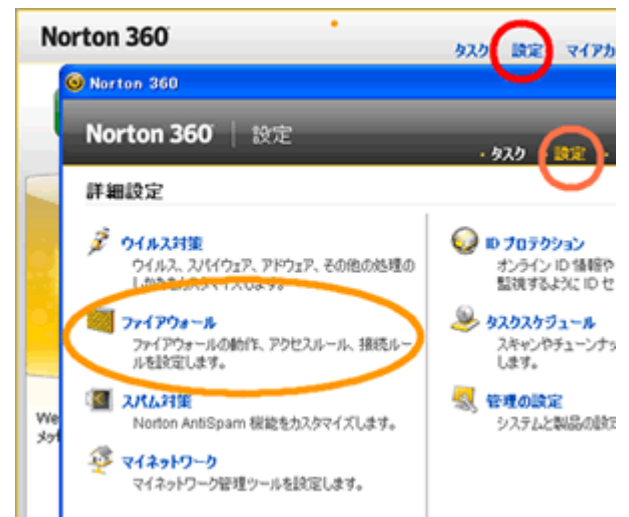 Norton 360
タスク 設定 マイアカ
Norton 360
Norton 360 設定
・タスク ・設定 ・
詳細設定
ウイルス対策
ウイルス、スパイウェア、アドウェア、その他の処理の
ファイアウォール
ファイアウォールの動作、アクセスルール、接続ルー
ルを設定します。
スパム対策
Norton AntiSpam 機能をカスタマイズします。
マイネットワーク
マイネットワーク管理ツールを設定します。
ID プロテクション
オンライン ID 情報や
監視するように ID セ
タスクスケジュール
スキャンやチューンナッ
します。
管理の設定
システムと製品の設定
We
メッ